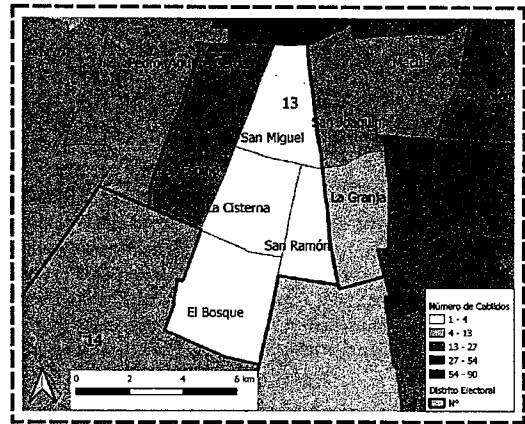 13
San Miguel
La Cisterna
La Granja
San Ramón
El Bosque
14
Número de Cabildos
1 - 4
4 - 13
13 - 27
27 - 54
54 - 90
Distrito Electoral
N°
0 2 4 6 km